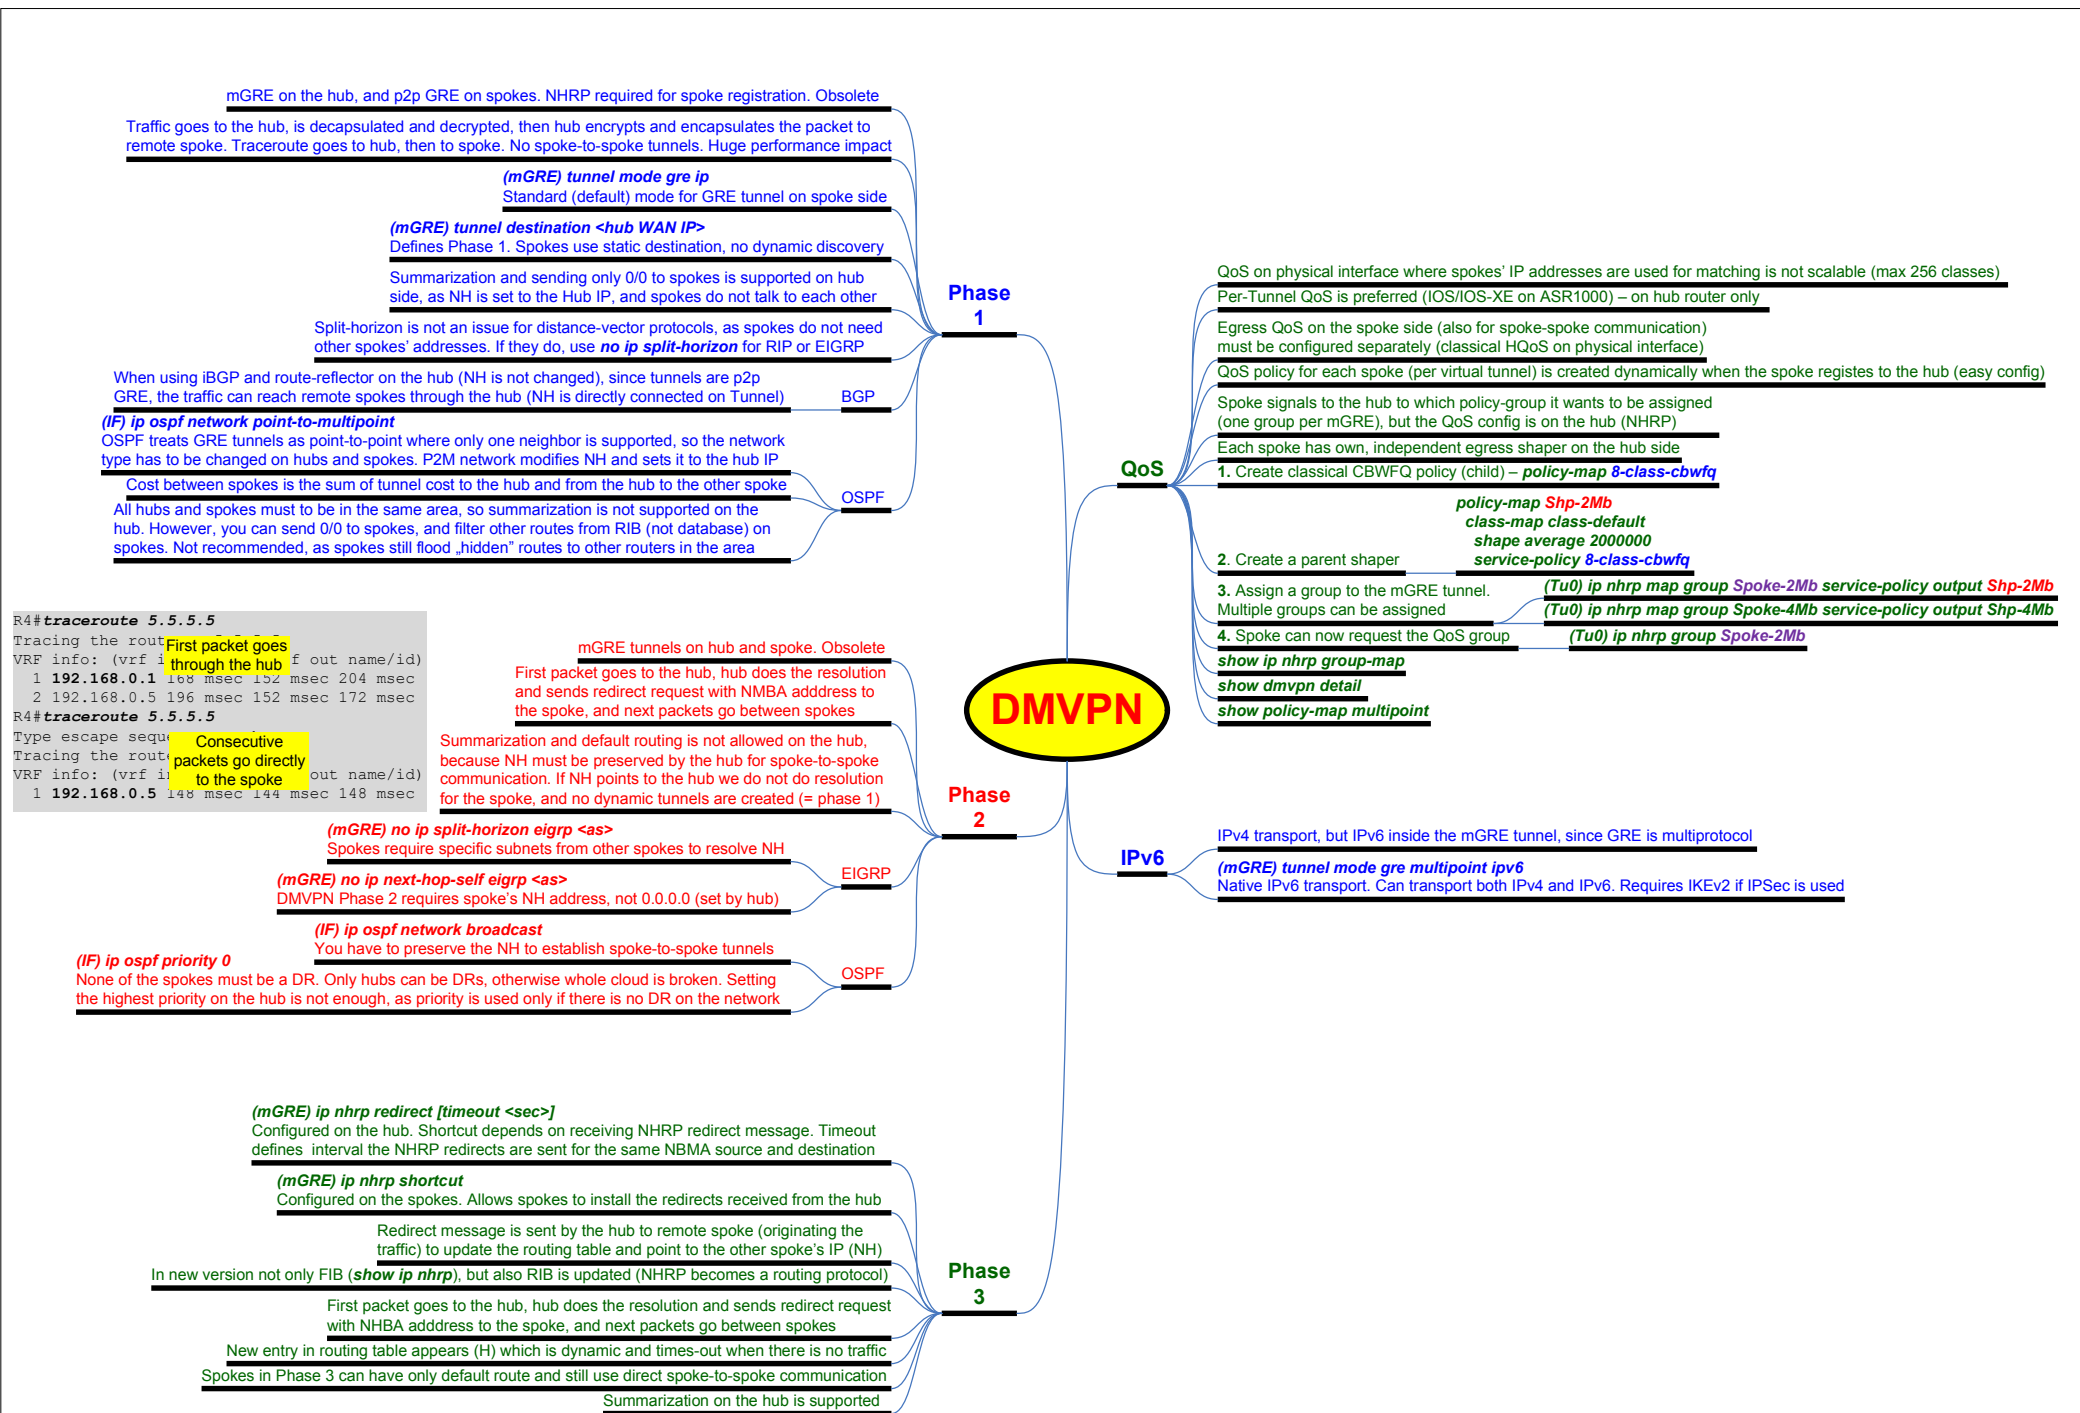 mGRE on the hub, and p2p GRE on spokes. NHRP required for spoke registration. Obsolete
Traffic goes to the hub, is decapsulated and decrypted, then hub encrypts and encapsulates the packet to
remote spoke. Traceroute goes to hub, then to spoke. No spoke-to-spoke tunnels. Huge performance impact
(mGRE) tunnel mode gre ip
Standard (default) mode for GRE tunnel on spoke side
(mGRE) tunnel destination <hub WAN IP>
Defines Phase 1. Spokes use static destination, no dynamic discovery
Summarization and sending only 0/0 to spokes is supported on hub
side, as NH is set to the Hub IP, and spokes do not talk to each other
Split-horizon is not an issue for distance-vector protocols, as spokes do not need
other spokes' addresses. If they do, use no ip split-horizon for RIP or EIGRP
When using iBGP and route-reflector on the hub (NH is not changed), since tunnels are p2p
GRE, the traffic can reach remote spokes through the hub (NH is directly connected on Tunnel)
BGP
(IF) ip ospf network point-to-multipoint
OSPF treats GRE tunnels as point-to-point where only one neighbor is supported, so the network
type has to be changed on hubs and spokes. P2M network modifies NH and sets it to the hub IP
Cost between spokes is the sum of tunnel cost to the hub and from the hub to the other spoke
All hubs and spokes must to be in the same area, so summarization is not supported on the
hub. However, you can send 0/0 to spokes, and filter other routes from RIB (not database) on
spokes. Not recommended, as spokes still flood „hidden” routes to other routers in the area
OSPF
Phase
1
R4#traceroute 5.5.5.5
Tracing the rout
VRF info: (vrf i f out name/id)
First packet goes
through the hub
1 192.168.0.1 168 msec 152 msec 204 msec
2 192.168.0.5 196 msec 152 msec 172 msec
R4#traceroute 5.5.5.5
Type escape sequ
Tracing the rout
VRF info: (vrf i out name/id)
Consecutive
packets go directly
to the spoke
1 192.168.0.5 148 msec 144 msec 148 msec
mGRE tunnels on hub and spoke. Obsolete
First packet goes to the hub, hub does the resolution
and sends redirect request with NMBA adddress to
the spoke, and next packets go between spokes
Summarization and default routing is not allowed on the hub,
because NH must be preserved by the hub for spoke-to-spoke
communication. If NH points to the hub we do not do resolution
for the spoke, and no dynamic tunnels are created (= phase 1)
(mGRE) no ip split-horizon eigrp <as>
Spokes require specific subnets from other spokes to resolve NH
(mGRE) no ip next-hop-self eigrp <as>
DMVPN Phase 2 requires spoke's NH address, not 0.0.0.0 (set by hub)
EIGRP
(IF) ip ospf network broadcast
You have to preserve the NH to establish spoke-to-spoke tunnels
(IF) ip ospf priority 0
None of the spokes must be a DR. Only hubs can be DRs, otherwise whole cloud is broken. Setting
the highest priority on the hub is not enough, as priority is used only if there is no DR on the network
OSPF
Phase
2
(mGRE) ip nhrp redirect [timeout <sec>]
Configured on the hub. Shortcut depends on receiving NHRP redirect message. Timeout
defines interval the NHRP redirects are sent for the same NBMA source and destination
(mGRE) ip nhrp shortcut
Configured on the spokes. Allows spokes to install the redirects received from the hub
Redirect message is sent by the hub to remote spoke (originating the
traffic) to update the routing table and point to the other spoke's IP (NH)
In new version not only FIB (show ip nhrp), but also RIB is updated (NHRP becomes a routing protocol)
First packet goes to the hub, hub does the resolution and sends redirect request
with NHBA adddress to the spoke, and next packets go between spokes
New entry in routing table appears (H) which is dynamic and times-out when there is no traffic
Spokes in Phase 3 can have only default route and still use direct spoke-to-spoke communication
Summarization on the hub is supported
Phase
3
DMVPN
QoS
QoS on physical interface where spokes' IP addresses are used for matching is not scalable (max 256 classes)
Per-Tunnel QoS is preferred (IOS/IOS-XE on ASR1000) – on hub router only
Egress QoS on the spoke side (also for spoke-spoke communication)
must be configured separately (classical HQoS on physical interface)
QoS policy for each spoke (per virtual tunnel) is created dynamically when the spoke registes to the hub (easy config)
Spoke signals to the hub to which policy-group it wants to be assigned
(one group per mGRE), but the QoS config is on the hub (NHRP)
Each spoke has own, independent egress shaper on the hub side
1. Create classical CBWFQ policy (child) – policy-map 8-class-cbwfq
2. Create a parent shaper
policy-map Shp-2Mb
class-map class-default
shape average 2000000
service-policy 8-class-cbwfq
3. Assign a group to the mGRE tunnel.
Multiple groups can be assigned
(Tu0) ip nhrp map group Spoke-2Mb service-policy output Shp-2Mb
(Tu0) ip nhrp map group Spoke-4Mb service-policy output Shp-4Mb
4. Spoke can now request the QoS group
(Tu0) ip nhrp group Spoke-2Mb
show ip nhrp group-map
show dmvpn detail
show policy-map multipoint
IPv6
IPv4 transport, but IPv6 inside the mGRE tunnel, since GRE is multiprotocol
(mGRE) tunnel mode gre multipoint ipv6
Native IPv6 transport. Can transport both IPv4 and IPv6. Requires IKEv2 if IPSec is used